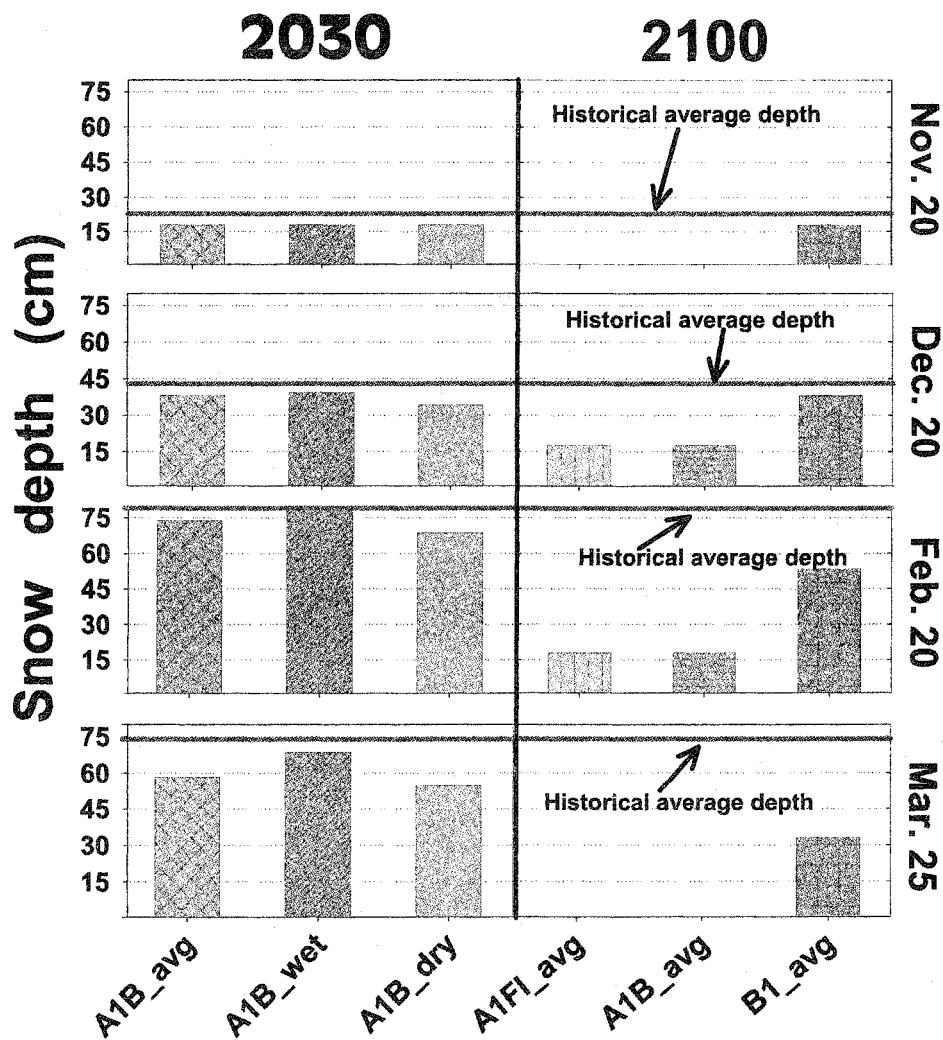 2030
2100
Snow depth (cm)
75
60
45
30
15
Historical average depth
Nov. 20
75
60
45
30
15
Historical average depth
Dec. 20
75
60
45
30
15
Historical average depth
Feb. 20
75
60
45
30
15
Historical average depth
Mar. 25
A1B_avg
A1B_wet
A1B_dry
A1FI_avg
A1B_avg
B1_avg